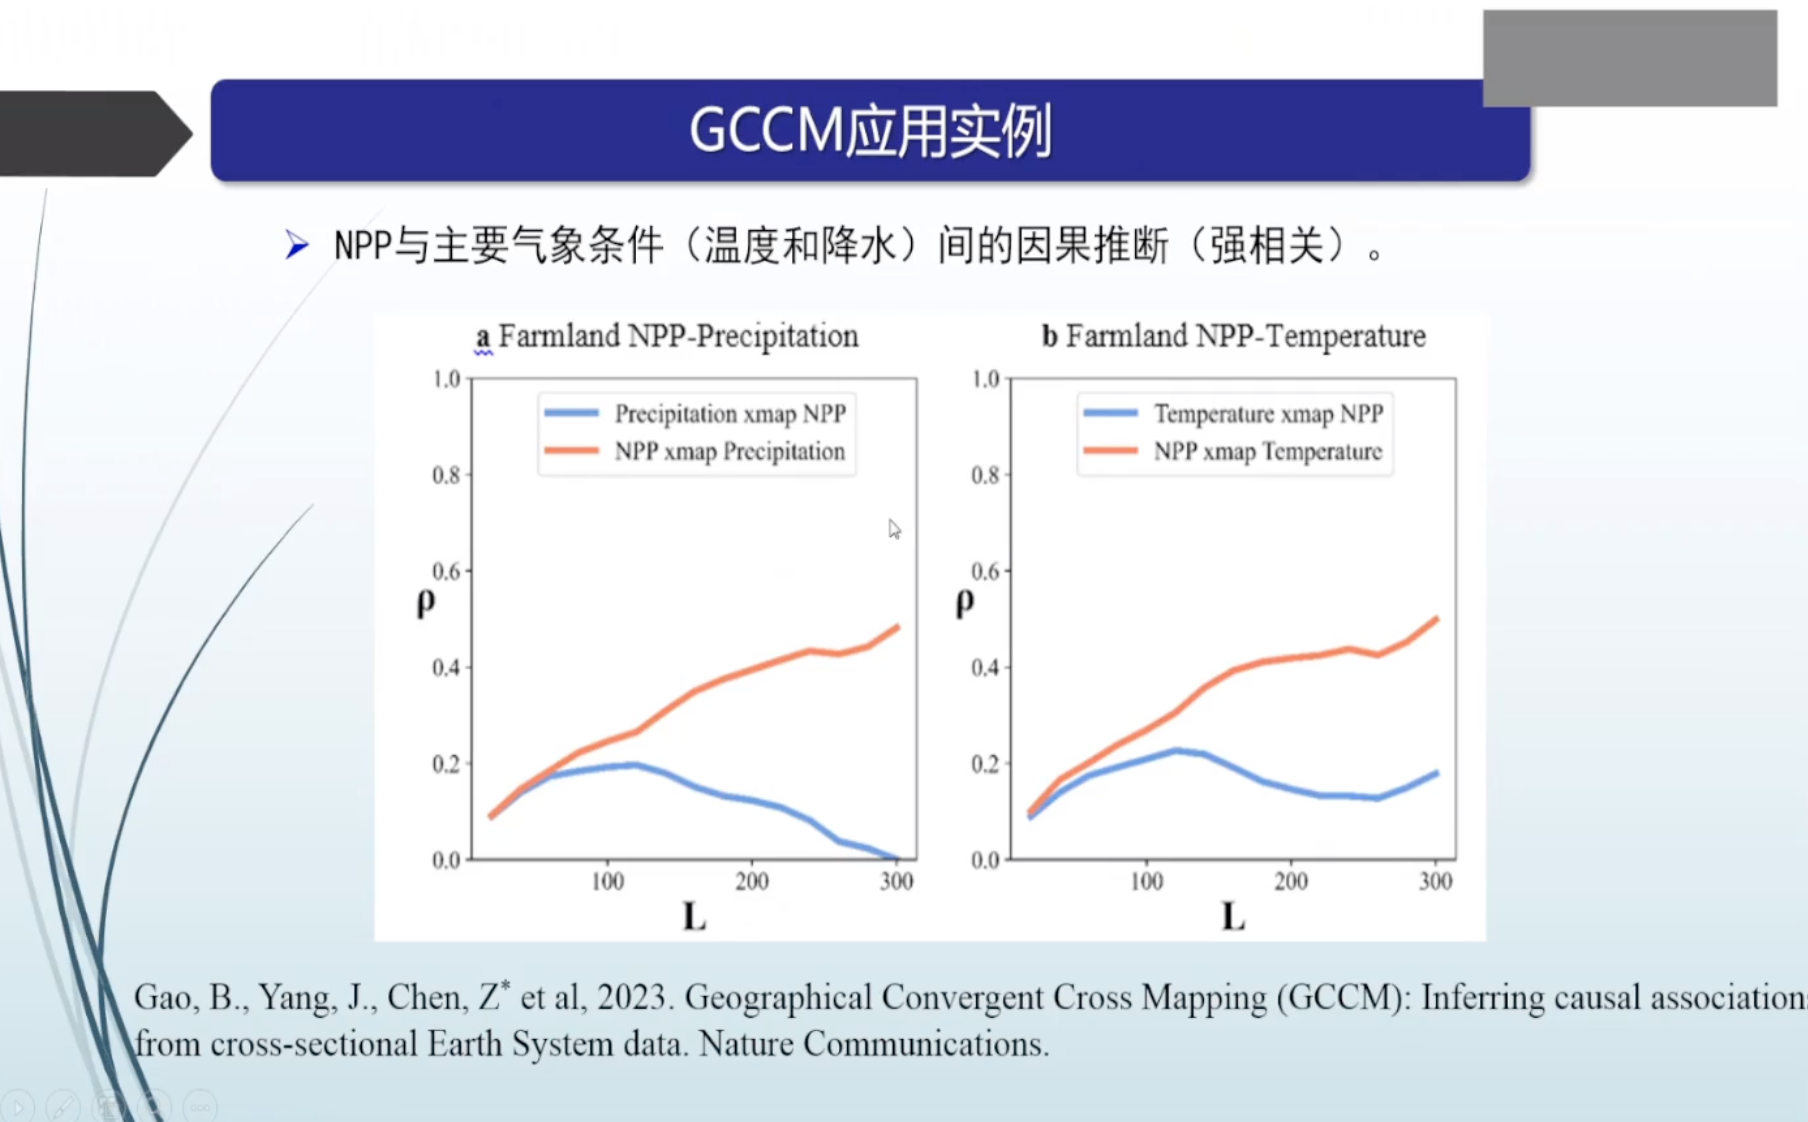 GCCM应用实例
NPP与主要气象条件（温度和降水）间的因果推断（强相关）。
a Farmland NPP-Precipitation
1.0
Precipitation xmap NPP
NPP xmap Precipitation
0.8
0.6
ρ
0.4
0.2
0.0
100 200 300
L
b Farmland NPP-Temperature
1.0
Temperature xmap NPP
NPP xmap Temperature
0.8
0.6
ρ
0.4
0.2
0.0
100 200 300
L
Gao, B., Yang, J., Chen, Z* et al, 2023. Geographical Convergent Cross Mapping (GCCM): Inferring causal association
from cross-sectional Earth System data. Nature Communications.